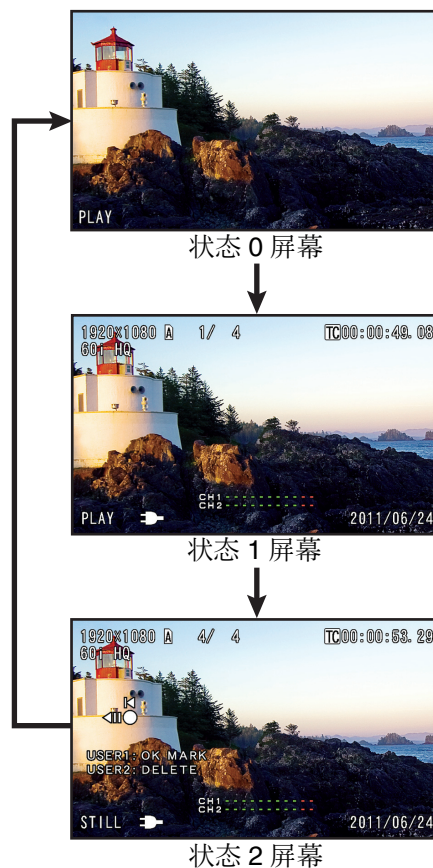 PLAY
状态 0 屏幕
1920×1080 A 1/ 4 TC00:00:49.08
60i HQ
CH1
CH2
PLAY 2011/06/24
状态 1 屏幕
1920×1080 A 4/ 4 TC00:00:53.29
60i HQ
USER1: OK MARK
USER2: DELETE
CH1
CH2
STILL 2011/06/24
状态 2 屏幕